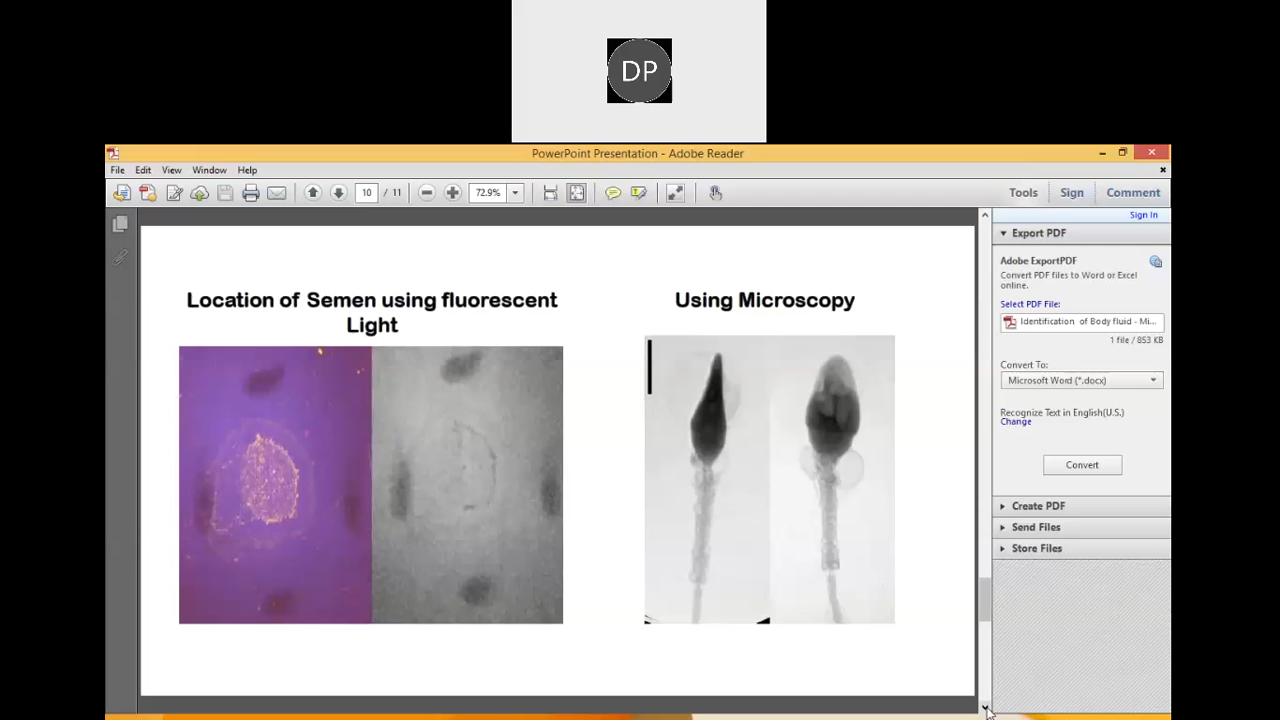 DP
PowerPoint Presentation - Adobe Reader
File Edit View Window Help
10 / 11 72.9% Tools Sign Comment
Sign In
Export PDF
Adobe ExportPDF
Convert PDF files to Word or Excel
online.
Select PDF File:
Identification of Body fluid - Mi...
1 file / 853 KB
Convert To:
Microsoft Word (*.docx)
Recognize Text in English(U.S.)
Change
Convert
Create PDF
Send Files
Store Files
Location of Semen using fluorescent
Light
Using Microscopy